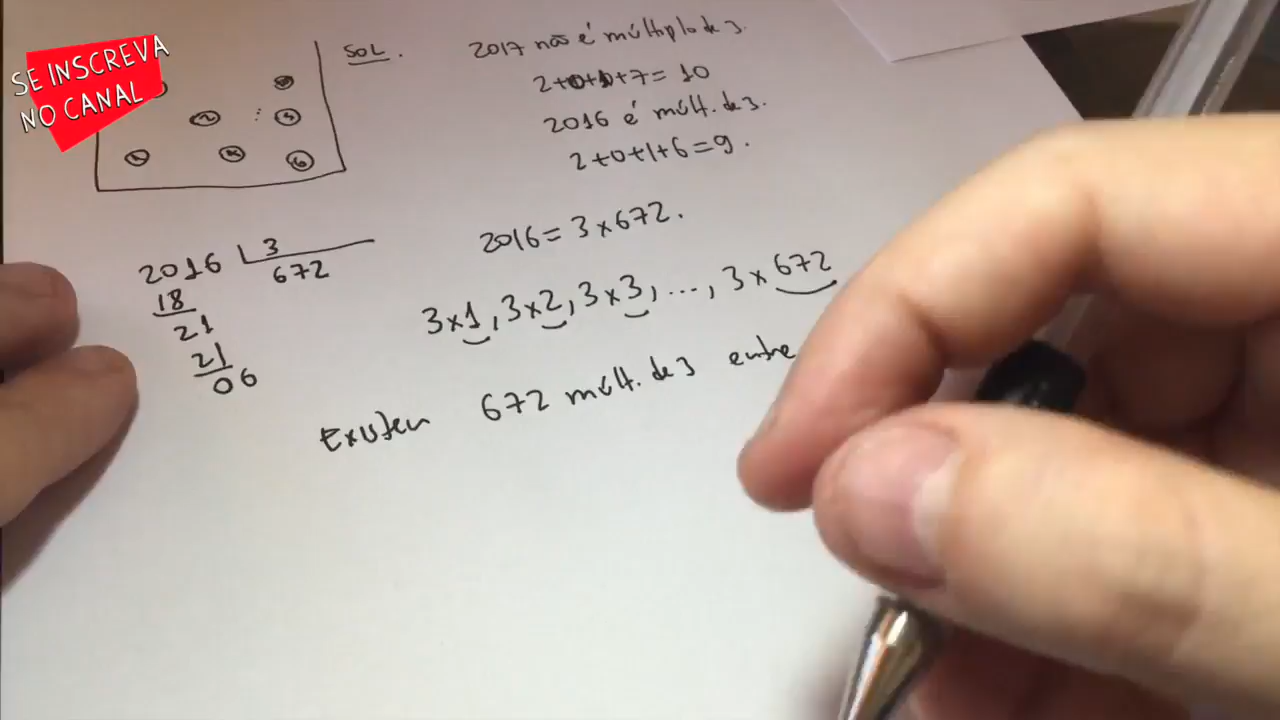 SE INSCREVA
NO CANAL
SOL.
2017 não é múltiplo de 3.
2+0+1+7=10
2016 é múlt. de 3.
2+0+1+6=9.
2016 = 3 x 672.
2016 3
18 672
21
21
06
3x1, 3x2, 3x3, ..., 3 x 672
Existem 672 múlt. de 3 entre